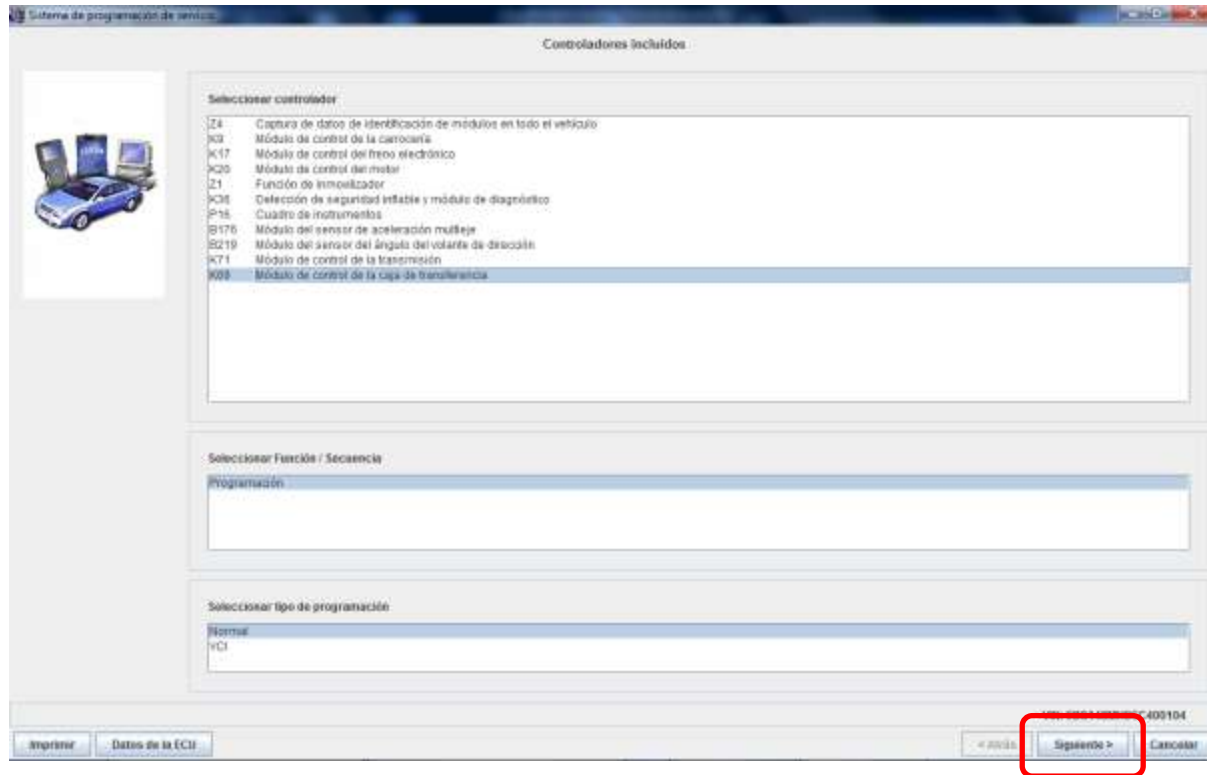 Sistema de programación de servicio
Controladores incluidos
Seleccionar controlador
Z4 Captura de datos de identificación de módulos en todo el vehículo
K9 Módulo de control de la carrocería
K17 Módulo de control del freno electrónico
K20 Módulo de control del motor
Z1 Función de inmovilizador
K36 Detección de seguridad inflable y módulo de diagnóstico
P16 Cuadro de instrumentos
B176 Módulo del sensor de aceleración multieje
B219 Módulo del sensor del ángulo del volante de dirección
K71 Módulo de control de la transmisión
Módulo de control de la caja de transferencia
Seleccionar Función / Secuencia
Programación
Seleccionar tipo de programación
Normal
VCI
Imprimir
Datos de la ECU
< Atrás
Siguiente >
Cancelar